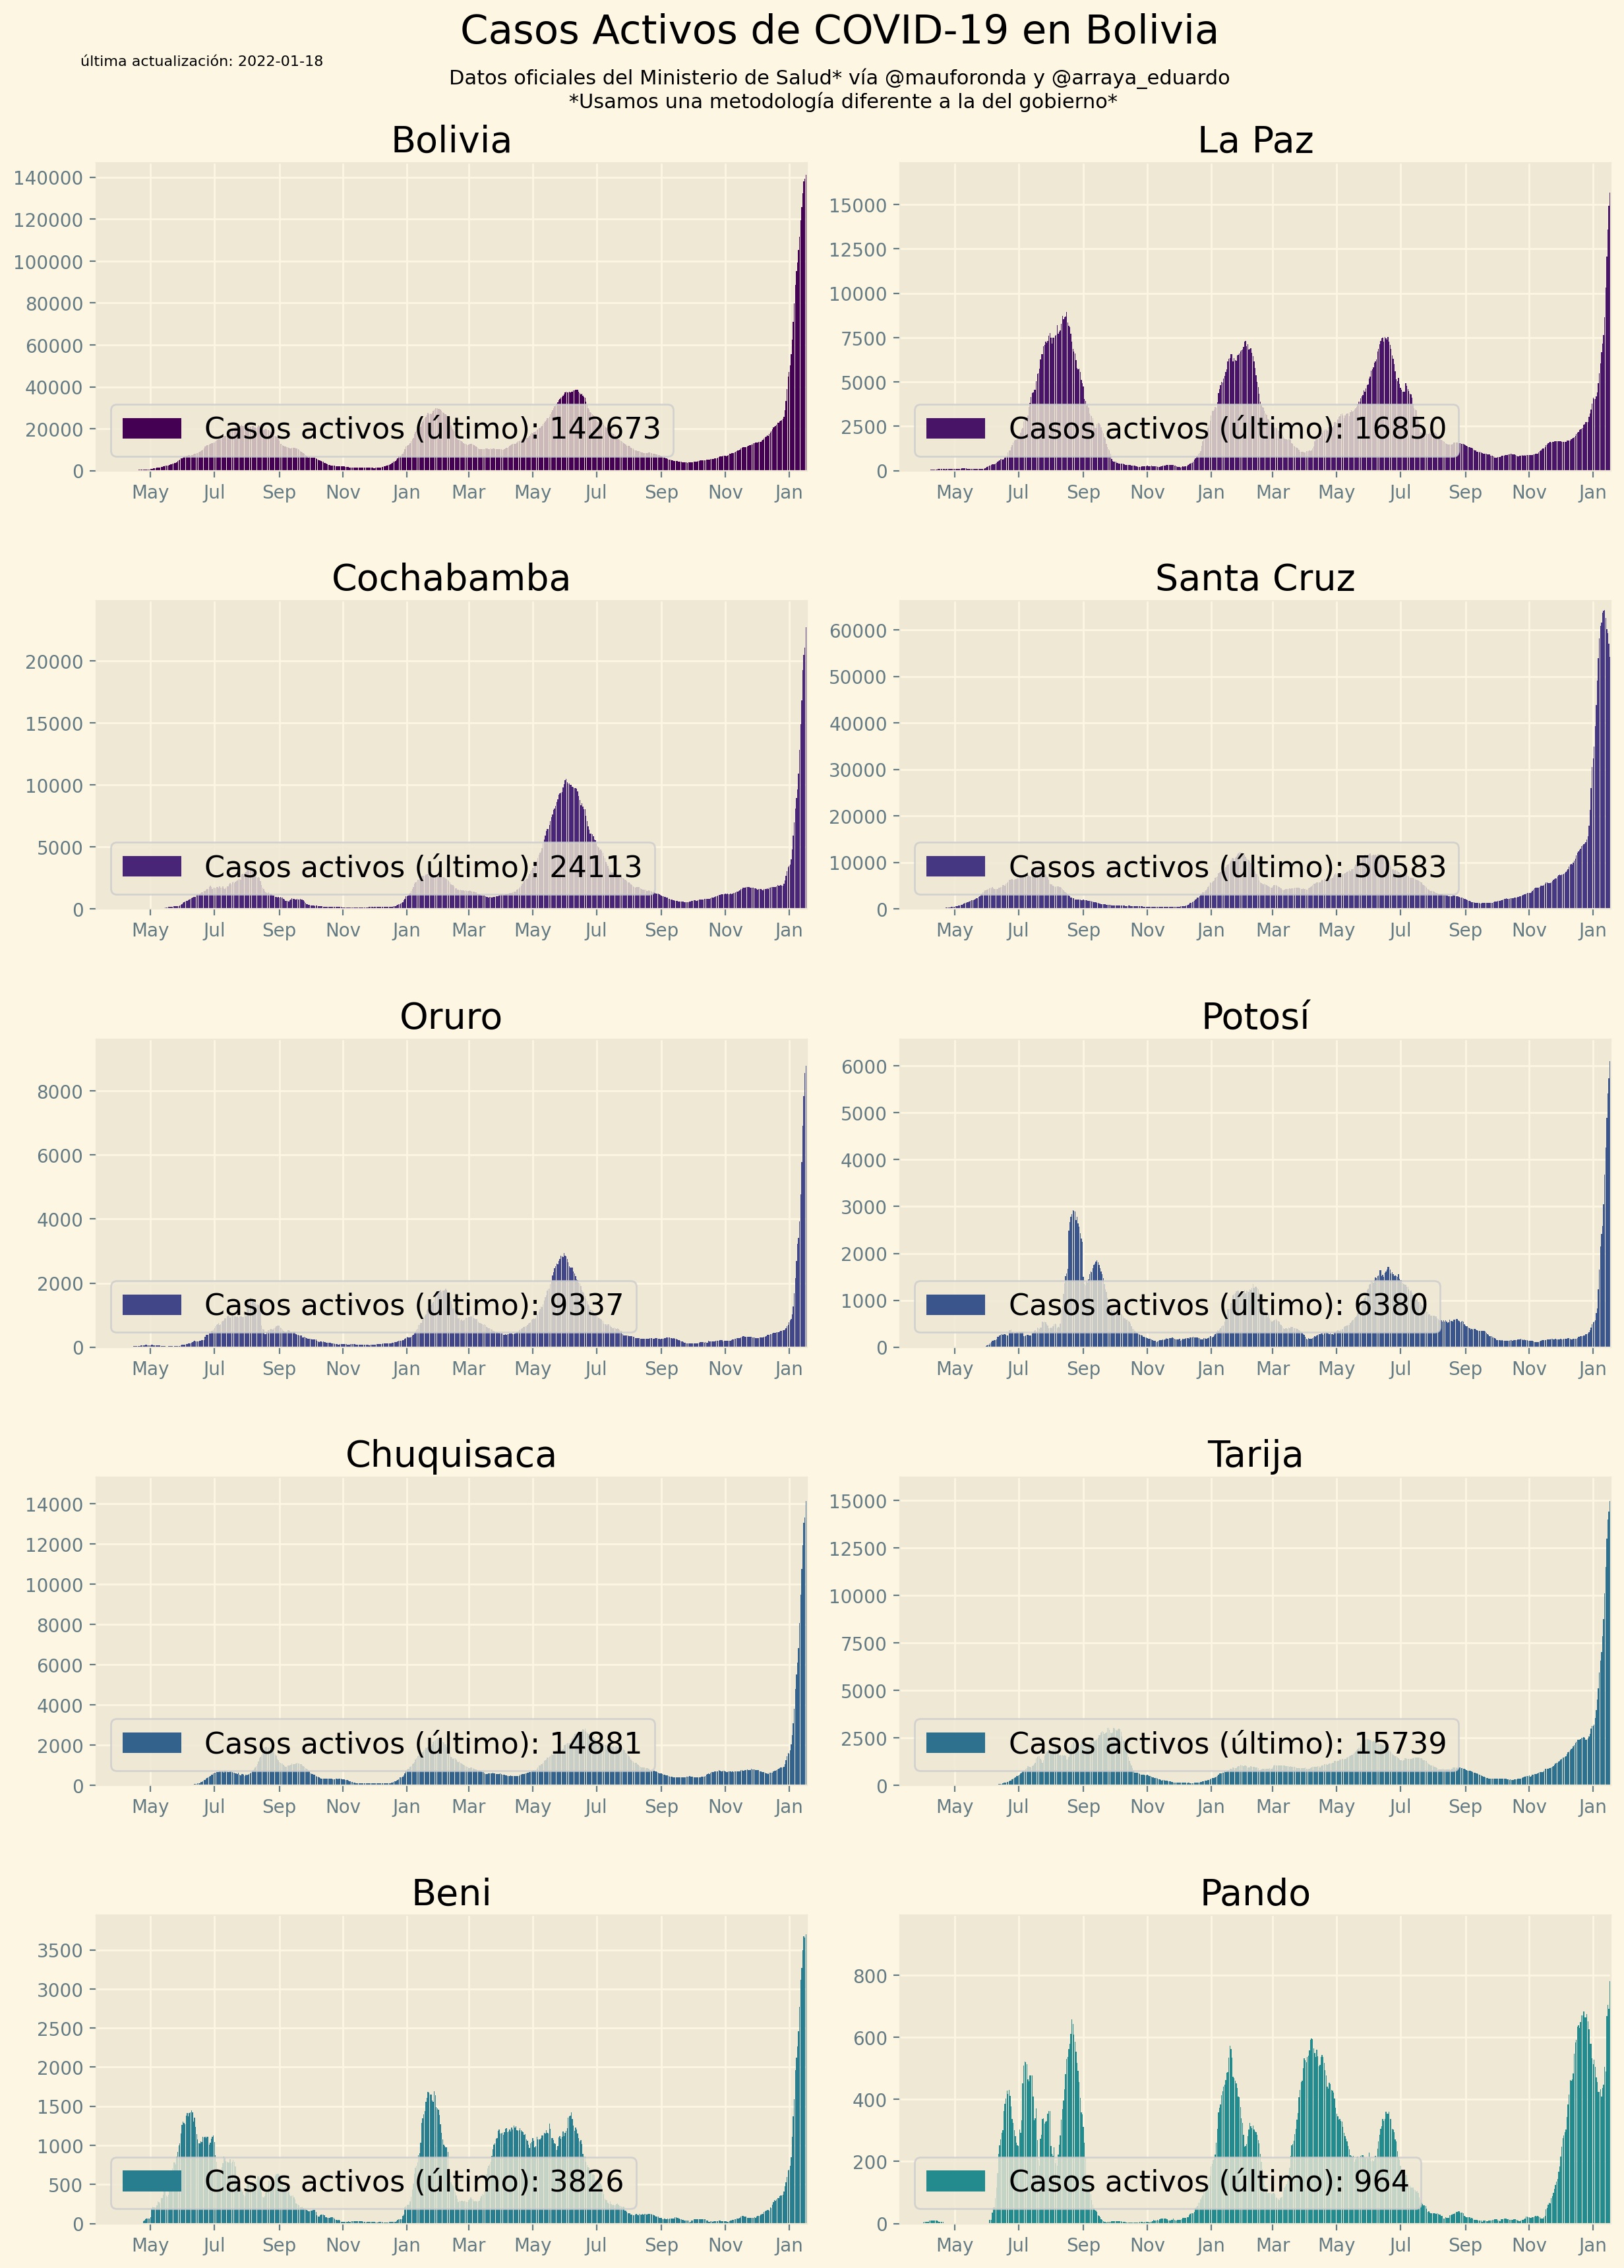 Casos Activos de COVID-19 en Bolivia
última actualización: 2022-01-18
Datos oficiales del Ministerio de Salud* vía @mauforonda y @arraya_eduardo
*Usamos una metodología diferente a la del gobierno*
Bolivia
140000
120000
100000
80000
60000
40000
20000
0
Casos activos (último): 142673
May Jul Sep Nov Jan Mar May Jul Sep Nov Jan
La Paz
15000
12500
10000
7500
5000
2500
0
Casos activos (último): 16850
May Jul Sep Nov Jan Mar May Jul Sep Nov Jan
Cochabamba
20000
15000
10000
5000
0
Casos activos (último): 24113
May Jul Sep Nov Jan Mar May Jul Sep Nov Jan
Santa Cruz
60000
50000
40000
30000
20000
10000
0
Casos activos (último): 50583
May Jul Sep Nov Jan Mar May Jul Sep Nov Jan
Oruro
8000
6000
4000
2000
0
Casos activos (último): 9337
May Jul Sep Nov Jan Mar May Jul Sep Nov Jan
Potosí
6000
5000
4000
3000
2000
1000
0
Casos activos (último): 6380
May Jul Sep Nov Jan Mar May Jul Sep Nov Jan
Chuquisaca
14000
12000
10000
8000
6000
4000
2000
0
Casos activos (último): 14881
May Jul Sep Nov Jan Mar May Jul Sep Nov Jan
Tarija
15000
12500
10000
7500
5000
2500
0
Casos activos (último): 15739
May Jul Sep Nov Jan Mar May Jul Sep Nov Jan
Beni
3500
3000
2500
2000
1500
1000
500
0
Casos activos (último): 3826
May Jul Sep Nov Jan Mar May Jul Sep Nov Jan
Pando
800
600
400
200
0
Casos activos (último): 964
May Jul Sep Nov Jan Mar May Jul Sep Nov Jan